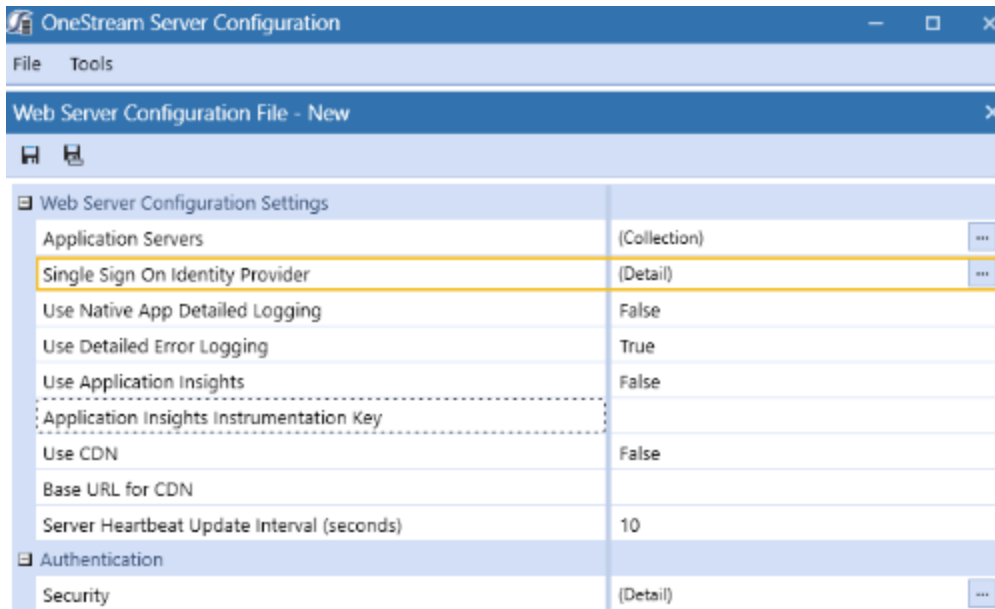 OneStream Server Configuration
File Tools
Web Server Configuration File - New
Web Server Configuration Settings
Application Servers (Collection) ...
Single Sign On Identity Provider (Detail) ...
Use Native App Detailed Logging False
Use Detailed Error Logging True
Use Application Insights False
Application Insights Instrumentation Key
Use CDN False
Base URL for CDN
Server Heartbeat Update Interval (seconds) 10
Authentication
Security (Detail) ...